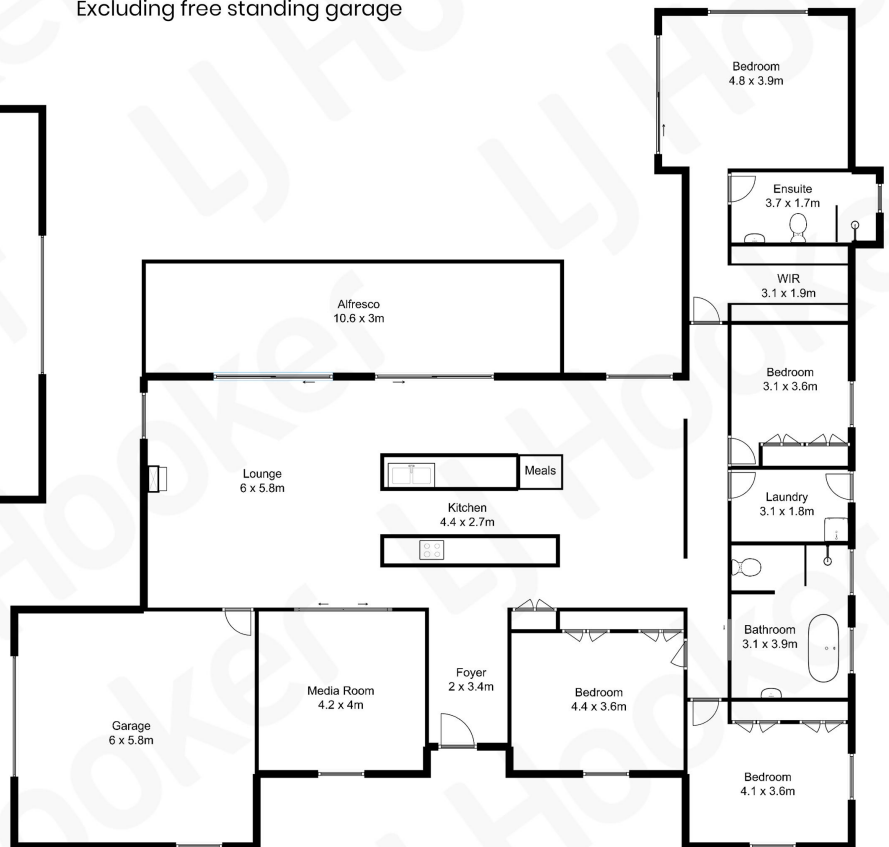 Excluding free standing garage
Bedroom
4.8 x 3.9m
Ensuite
3.7 x 1.7m
WIR
3.1 x 1.9m
Alfresco
10.6 x 3m
Bedroom
3.1 x 3.6m
Lounge
6 x 5.8m
Meals
Kitchen
4.4 x 2.7m
Laundry
3.1 x 1.8m
Bathroom
3.1 x 3.9m
Foyer
2 x 3.4m
Media Room
4.2 x 4m
Bedroom
4.4 x 3.6m
Garage
6 x 5.8m
Bedroom
4.1 x 3.6m
LJ Hooker